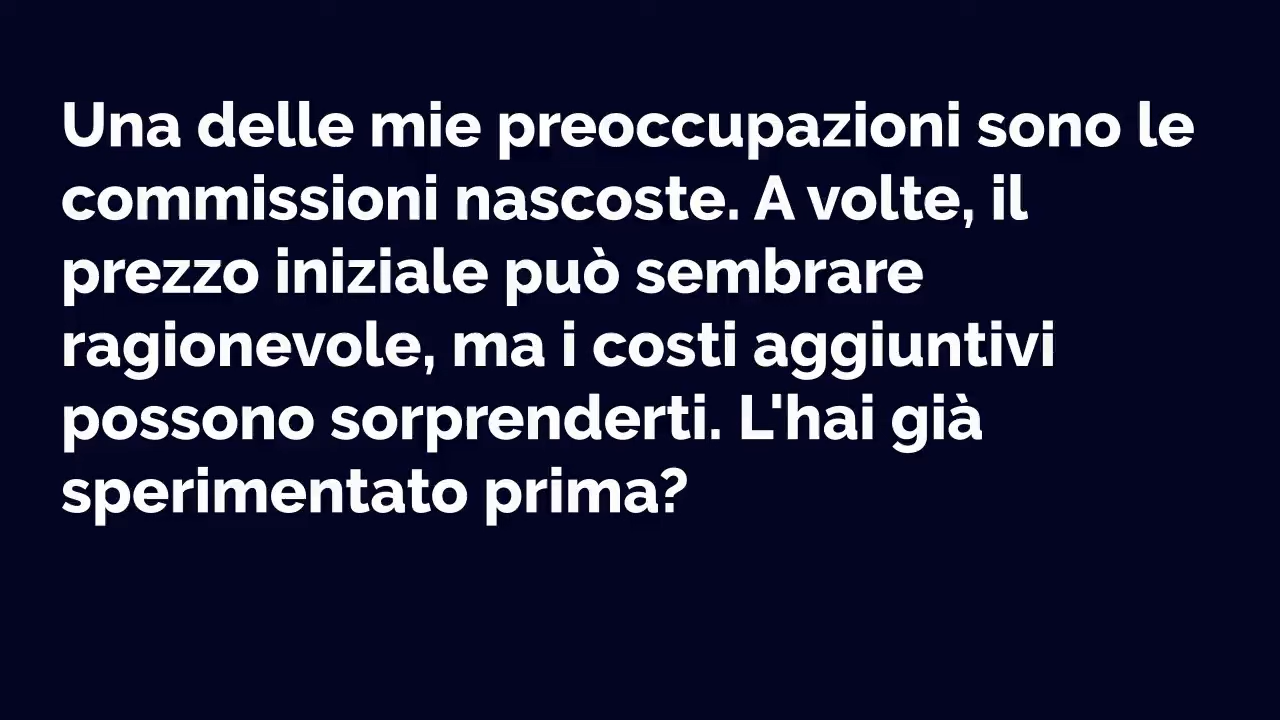 Una delle mie preoccupazioni sono le
commissioni nascoste. A volte, il
prezzo iniziale può sembrare
ragionevole, ma i costi aggiuntivi
possono sorprenderti. L'hai già
sperimentato prima?